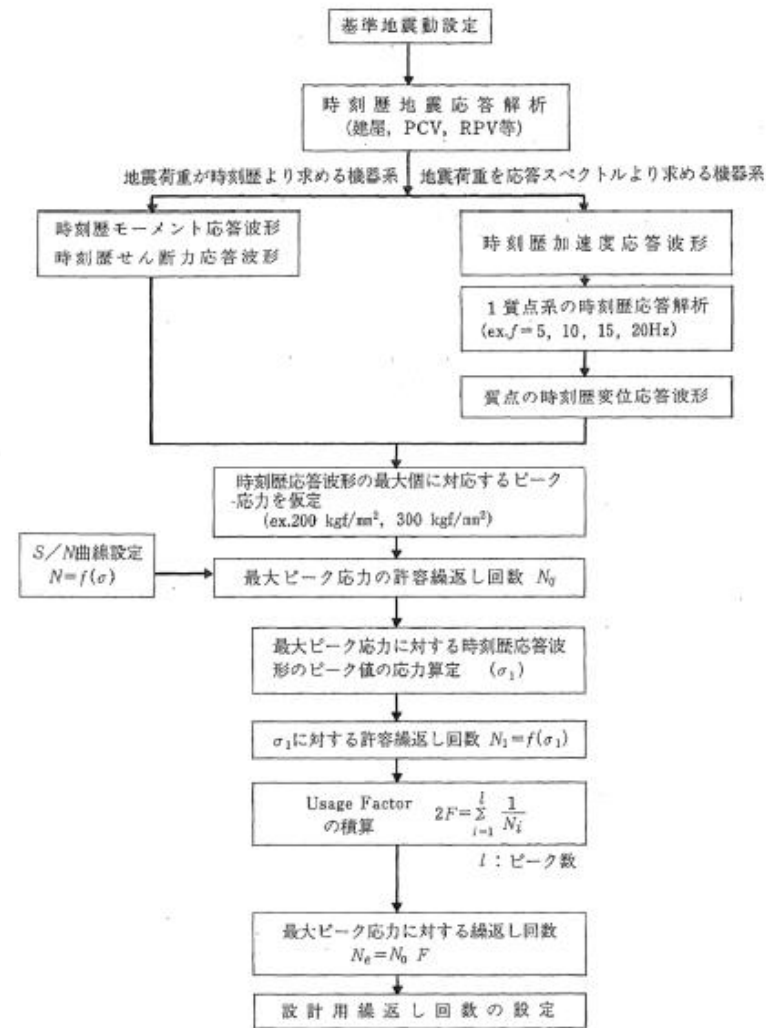 基準地震動設定
時刻歴地震応答解析
(建屋, PCV, RPV等)
地震荷重が時刻歴より求める機器系
地震荷重を応答スペクトルより求める機器系
時刻歴モーメント応答波形
時刻歴せん断力応答波形
時刻歴加速度応答波形
1質点系の時刻歴応答解析
(ex.f=5, 10, 15, 20Hz)
質点の時刻歴変位応答波形
時刻歴応答波形の最大個に対応するピーク
応力を仮定
(ex.200 kgf/mm², 300 kgf/mm²)
S/N曲線設定
N=f(σ)
最大ピーク応力の許容繰返し回数 N₀
最大ピーク応力に対する時刻歴応答波
形のピーク値の応力算定 (σ₁)
σ₁に対する許容繰返し回数 N₁=f(σ₁)
Usage Factor
の積算
2F=Σ_{i=1}^{l} 1/Nᵢ
l:ピーク数
最大ピーク応力に対する繰返し回数
Nₑ=N₀ F
設計用繰返し回数の設定